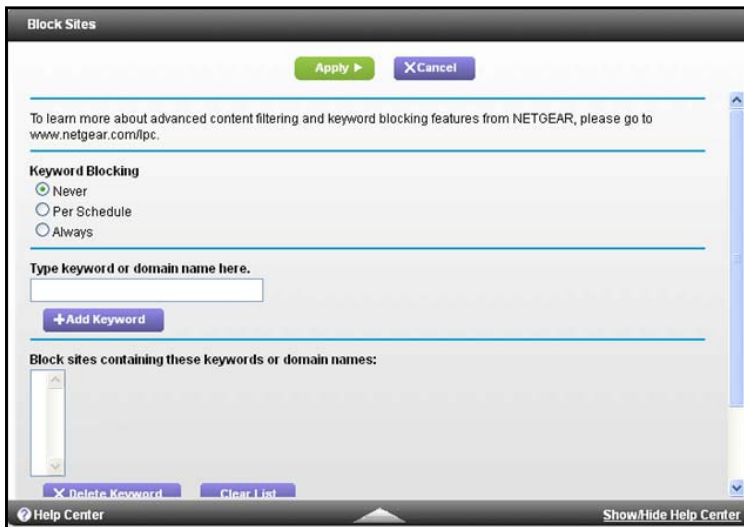 Block Sites
Apply
Cancel
To learn more about advanced content filtering and keyword blocking features from NETGEAR, please go to
www.netgear.com/lpc.
Keyword Blocking
Never
Per Schedule
Always
Type keyword or domain name here.
+Add Keyword
Block sites containing these keywords or domain names:
Delete Keyword
Clear List
Help Center
Show/Hide Help Center